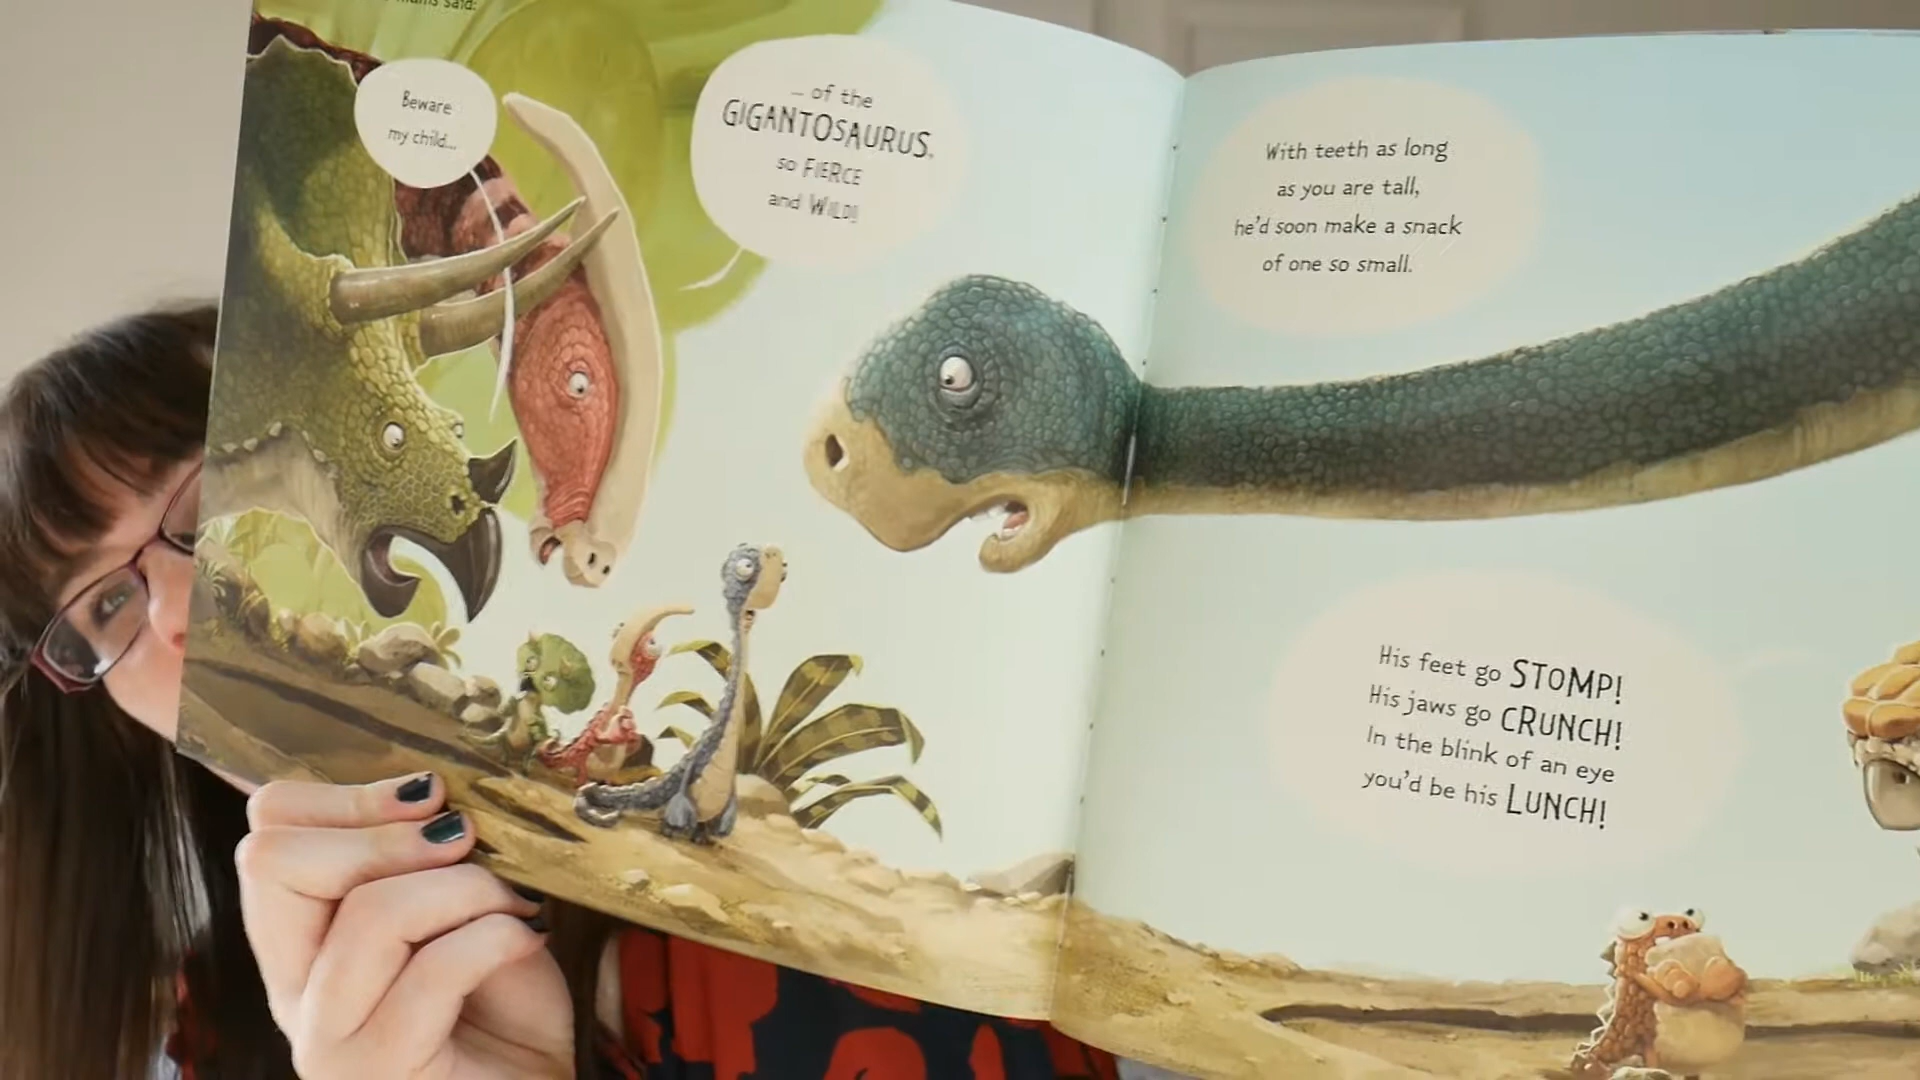 mums said:
Beware
my child...
... of the
GIGANTOSAURUS,
so FIERCE
and WILD!
With teeth as long
as you are tall,
he'd soon make a snack
of one so small.
His feet go STOMP!
His jaws go CRUNCH!
In the blink of an eye
you'd be his LUNCH!